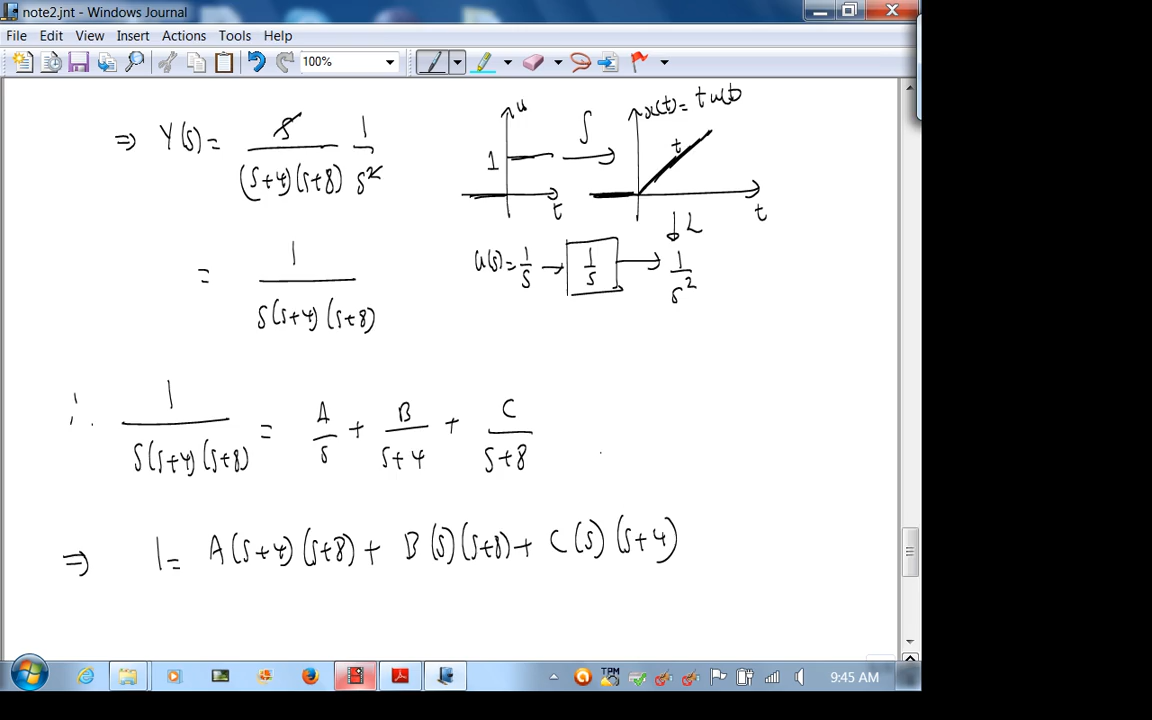 note2.jnt - Windows Journal
File Edit View Insert Actions Tools Help
100%
⇒ Y(s) = s/((s+4)(s+8)) 1/s²
u
1
t
∫
x(t) = t u(t)
t
t
↓ L
U(s) = 1/s → 1/s → 1/s²
= 1/(s(s+4)(s+8))
∴ 1/(s(s+4)(s+8)) = A/s + B/(s+4) + C/(s+8)
⇒ 1 = A(s+4)(s+8) + B(s)(s+8) + C(s)(s+4)
TPM
9:45 AM